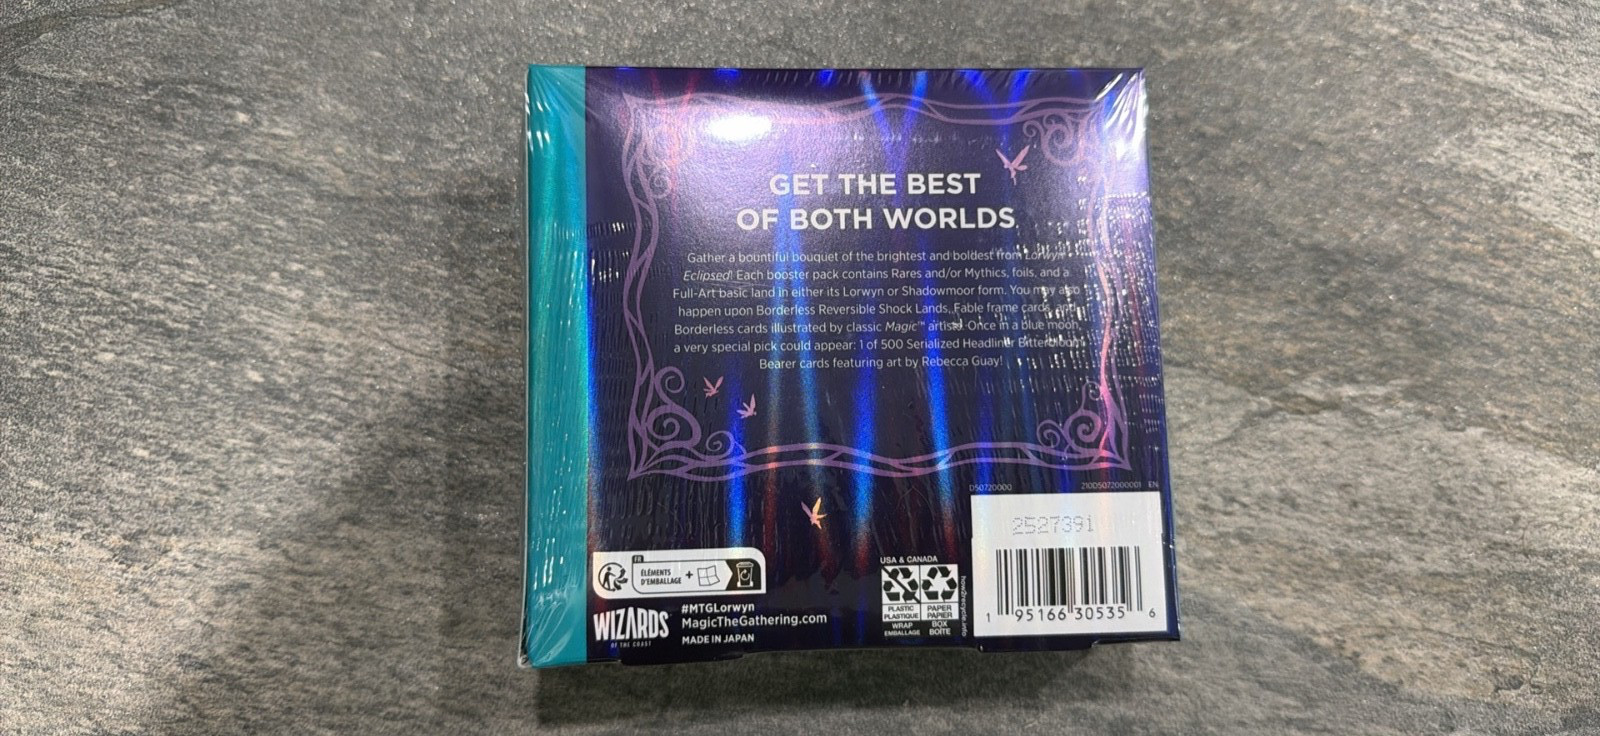 GET THE BEST
OF BOTH WORLDS
Gather a bountiful bouquet of the brightest and boldest from Lorwyn
Eclipsed! Each booster pack contains Rares and/or Mythics, foils, and a
Full-Art basic land in either its Lorwyn or Shadowmoor form. You may also
happen upon Borderless Reversible Shock Lands, Fable frame cards, and
Borderless cards illustrated by classic Magic™ artists. Once in a blue moon,
a very special pick could appear: 1 of 500 Serialized Headliner Bitterbloom
Bearer cards featuring art by Rebecca Guay!
D50720000 210D5072000001 EN
2527391
1 95166 30535 6
FR
ÉLÉMENTS
D'EMBALLAGE +
WIZARDS
OF THE COAST
#MTGLorwyn
MagicTheGathering.com
MADE IN JAPAN
USA & CANADA
PLASTIC PAPER
PLASTIQUE PAPIER
WRAP BOX
EMBALLAGE BOÎTE
how2recycle.info